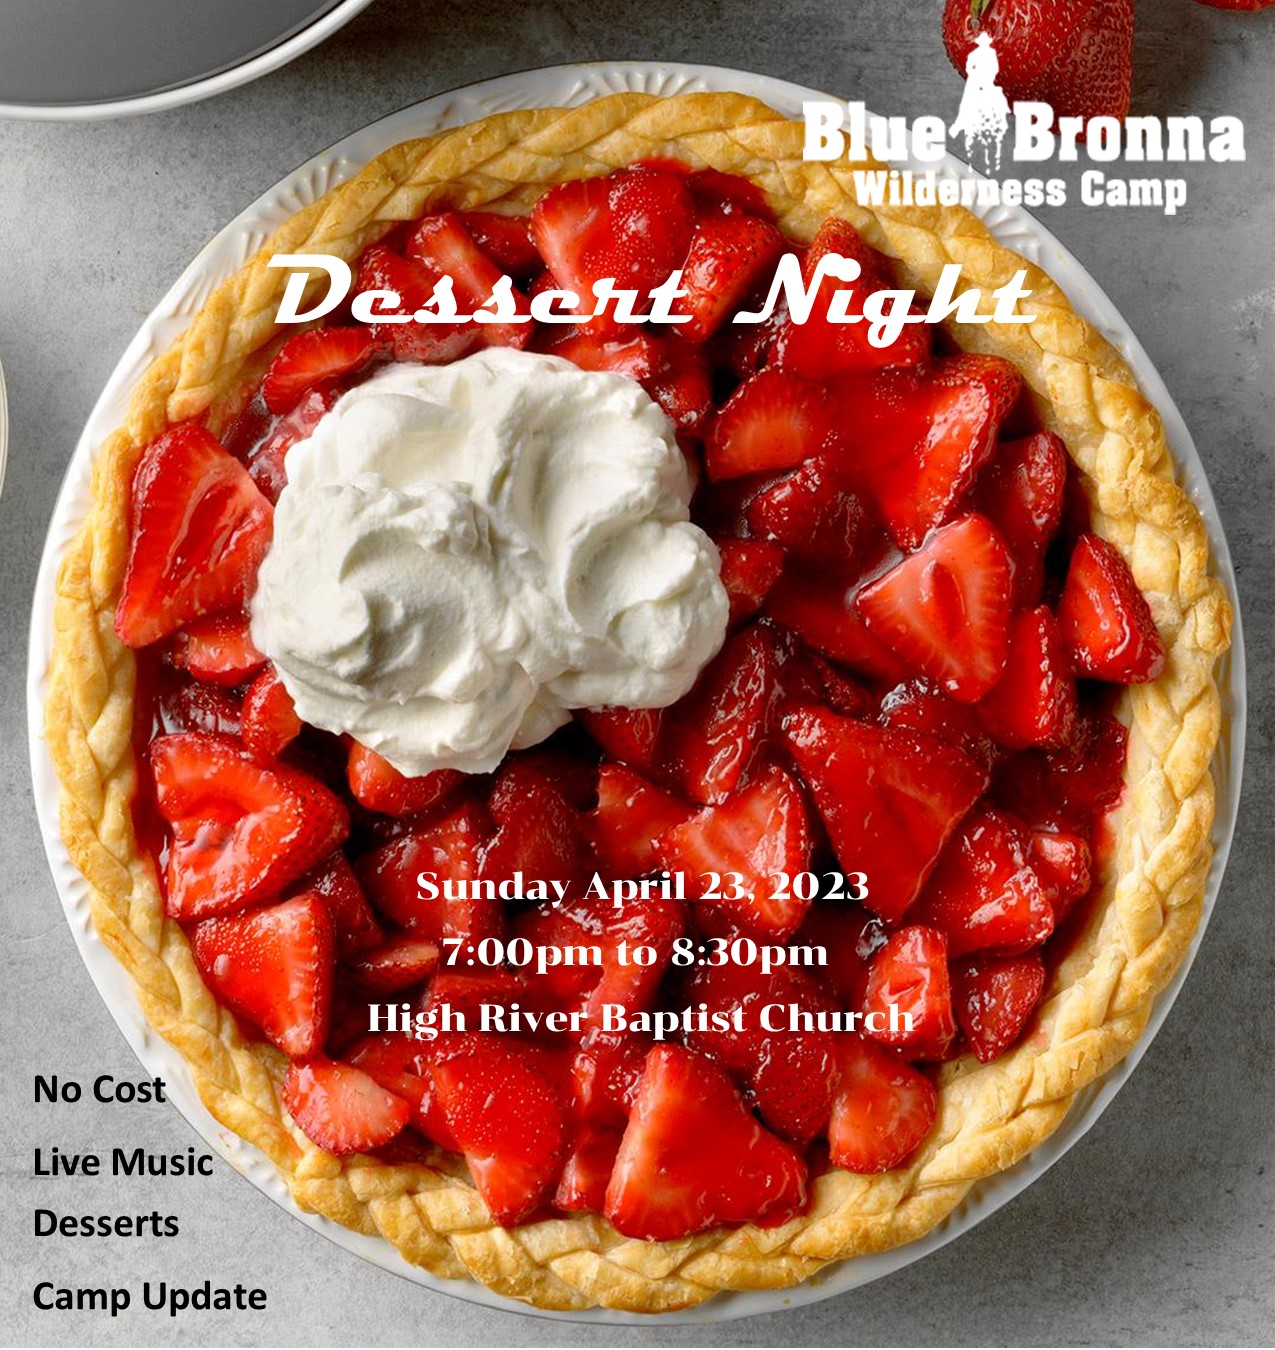 Blue Bronna
Wilderness Camp
Dessert Night
Sunday April 23, 2023
7:00pm to 8:30pm
High River Baptist Church
No Cost
Live Music
Desserts
Camp Update